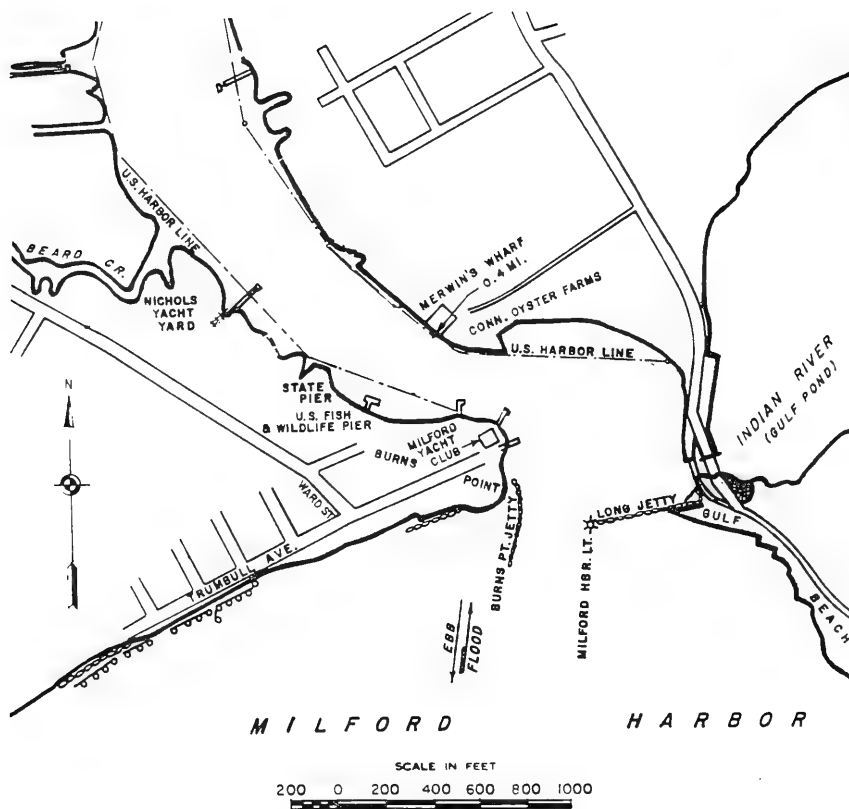 U.S. HARBOR LINE
BEARD CR.
NICHOLS
YACHT
YARD
MERWIN'S WHARF
0.4 MI.
CONN. OYSTER FARMS
U.S. HARBOR LINE
INDIAN RIVER
(GULF POND)
STATE
PIER
U.S. FISH
& WILDLIFE PIER
N
MILFORD
YACHT
CLUB
BURNS
POINT
WARD ST.
TRUMBULL AVE.
BURNS PT. JETTY
LONG JETTY
MILFORD HBR. LT.
GULF
BEACH
EBB
FLOOD
MILFORD HARBOR
SCALE IN FEET
200 0 200 400 600 800 1000